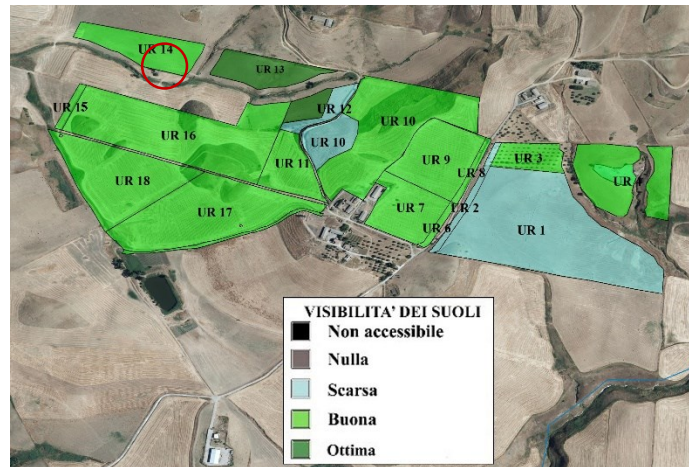 UR 14
UR 13
UR 15
UR 12
UR 16
UR 10
UR 10
UR 11
UR 9
UR 3
UR 18
UR 8
UR 4
UR 17
UR 7
UR 2
UR 6
UR 1
VISIBILITA' DEI SUOLI
Non accessibile
Nulla
Scarsa
Buona
Ottima